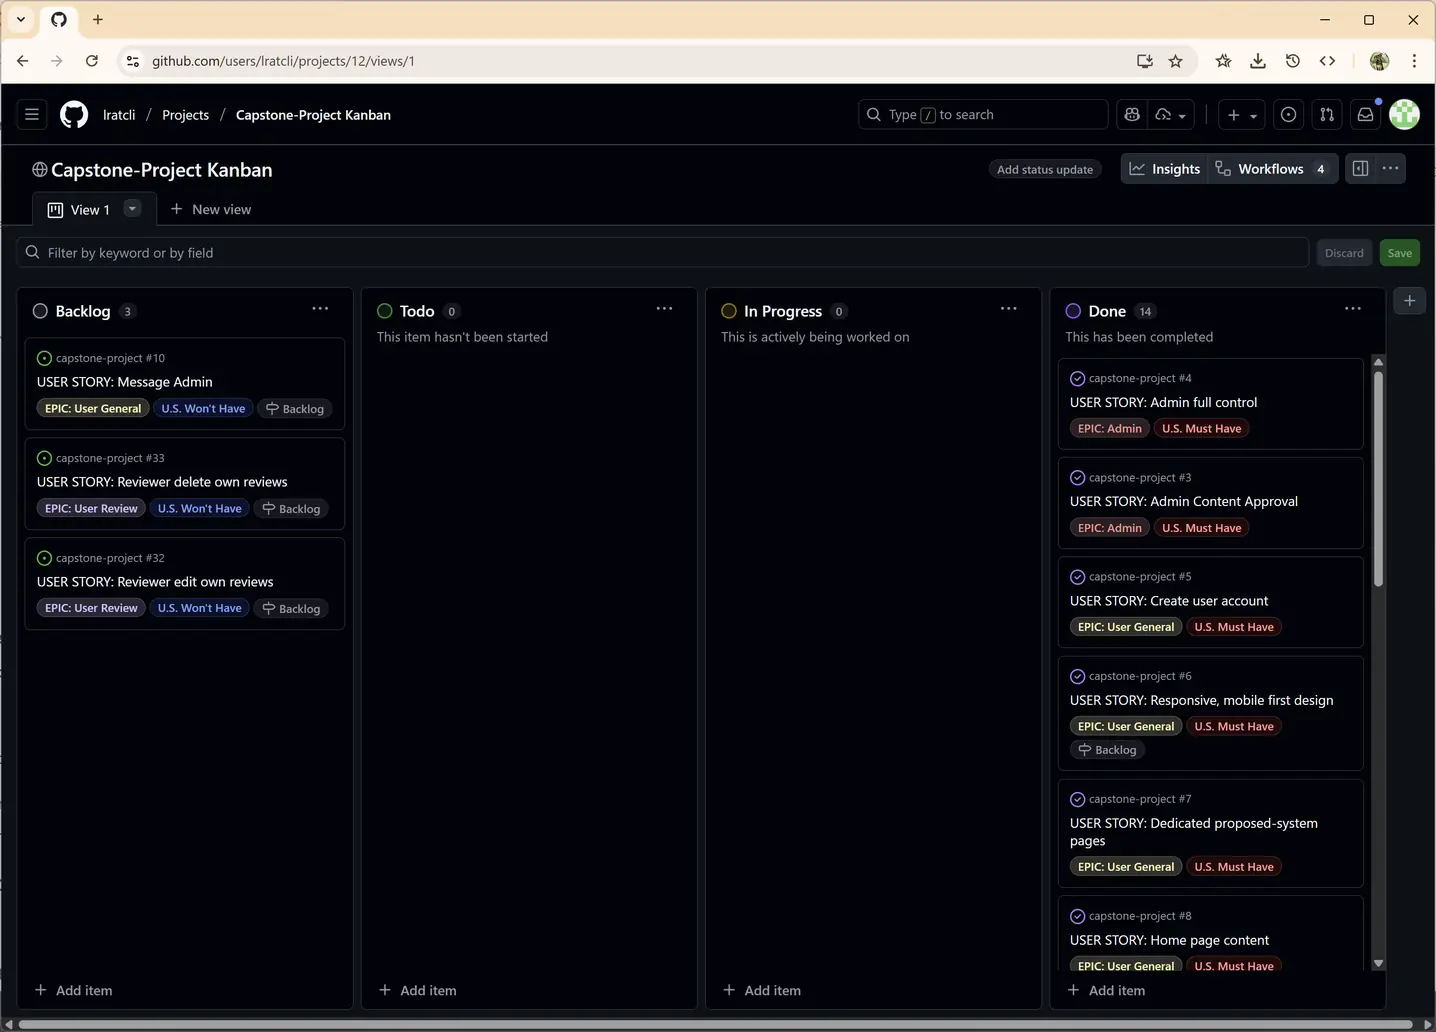 github.com/users/lratcli/projects/12/views/1
lratcli / Projects / Capstone-Project Kanban
Type / to search
Capstone-Project Kanban
Add status update
Insights
Workflows 4
View 1
New view
Filter by keyword or by field
Discard
Save
Backlog 3
capstone-project #10
USER STORY: Message Admin
EPIC: User General
U.S. Won't Have
Backlog
capstone-project #33
USER STORY: Reviewer delete own reviews
EPIC: User Review
U.S. Won't Have
Backlog
capstone-project #32
USER STORY: Reviewer edit own reviews
EPIC: User Review
U.S. Won't Have
Backlog
Add item
Todo 0
This item hasn't been started
Add item
In Progress 0
This is actively being worked on
Add item
Done 14
This has been completed
capstone-project #4
USER STORY: Admin full control
EPIC: Admin
U.S. Must Have
capstone-project #3
USER STORY: Admin Content Approval
EPIC: Admin
U.S. Must Have
capstone-project #5
USER STORY: Create user account
EPIC: User General
U.S. Must Have
capstone-project #6
USER STORY: Responsive, mobile first design
EPIC: User General
U.S. Must Have
Backlog
capstone-project #7
USER STORY: Dedicated proposed-system
pages
EPIC: User General
U.S. Must Have
capstone-project #8
USER STORY: Home page content
EPIC: User General
U.S. Must Have
Add item